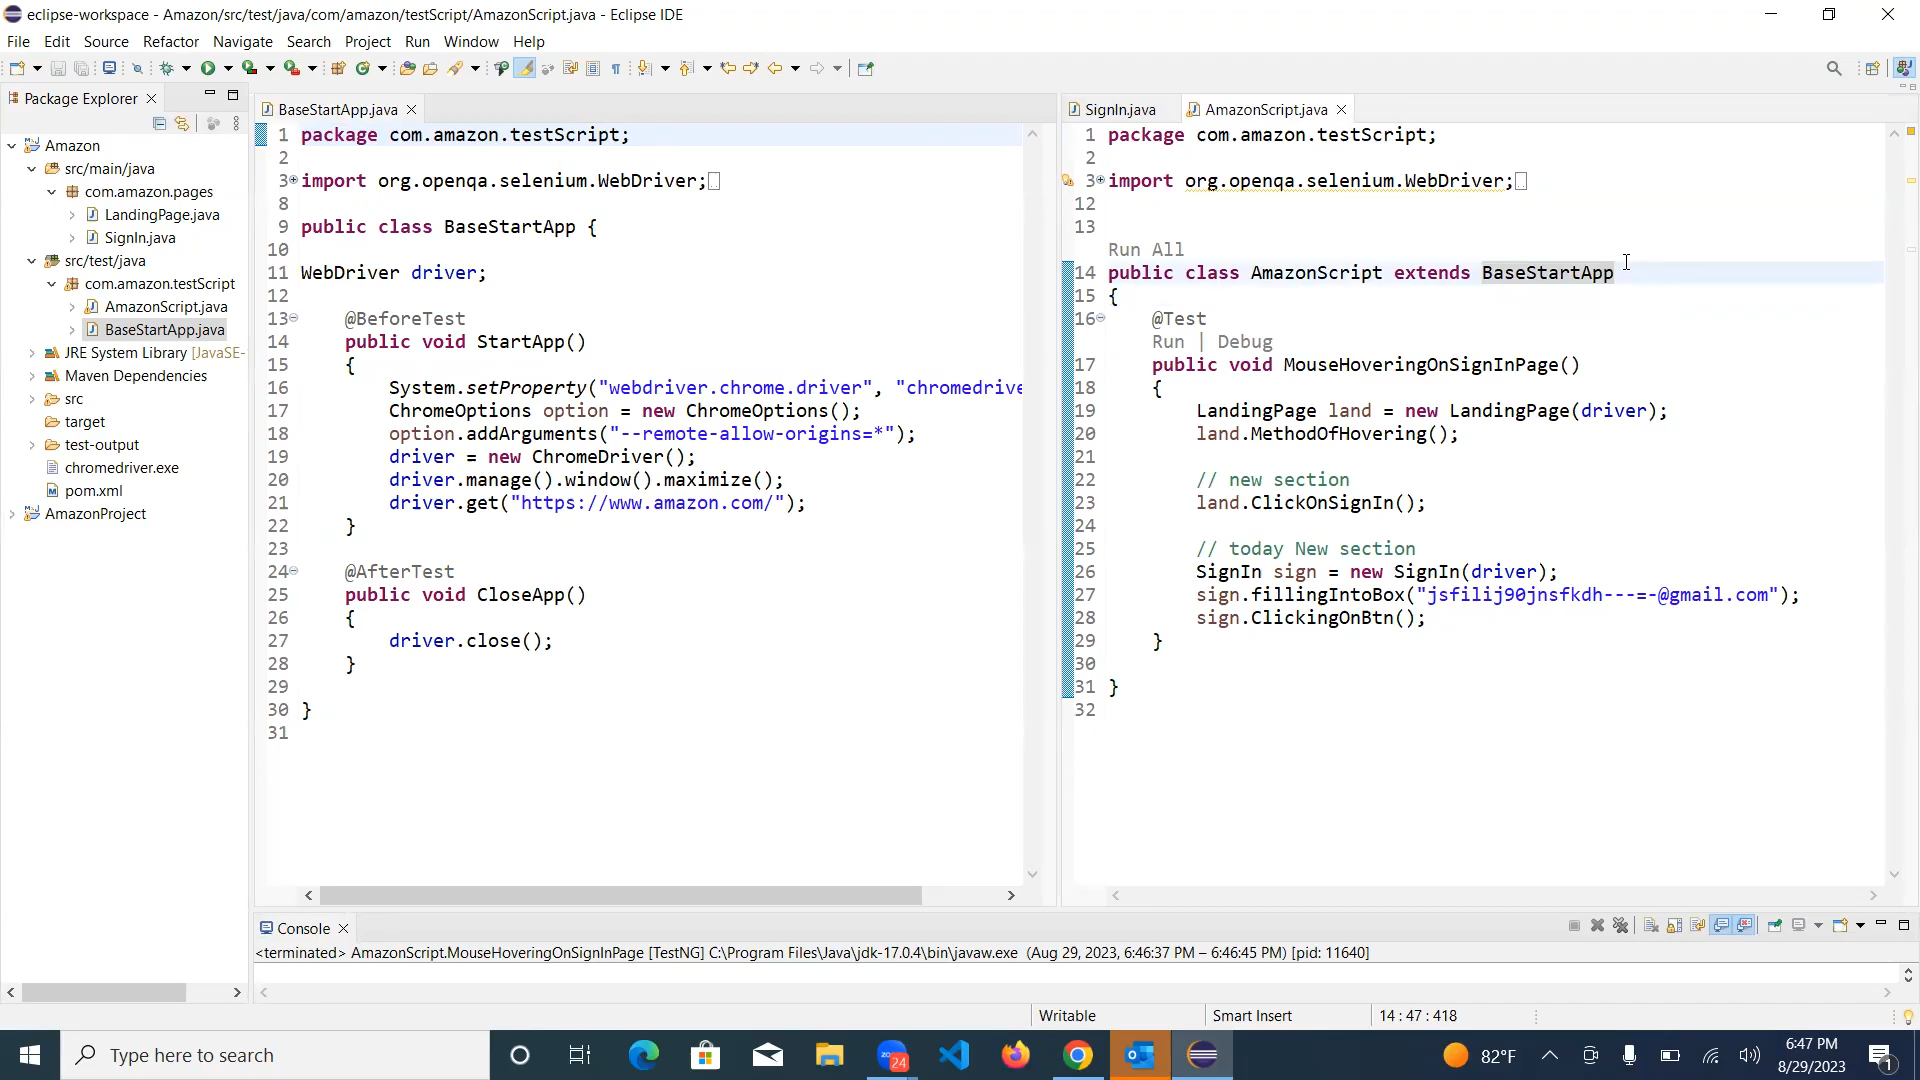 eclipse-workspace - Amazon/src/test/java/com/amazon/testScript/AmazonScript.java - Eclipse IDE
File Edit Source Refactor Navigate Search Project Run Window Help
Package Explorer
Amazon
src/main/java
com.amazon.pages
LandingPage.java
SignIn.java
src/test/java
com.amazon.testScript
AmazonScript.java
BaseStartApp.java
JRE System Library [JavaSE-
Maven Dependencies
src
target
test-output
chromedriver.exe
pom.xml
AmazonProject
BaseStartApp.java
1 package com.amazon.testScript;
2
3 import org.openqa.selenium.WebDriver;
8
9 public class BaseStartApp {
10
11 WebDriver driver;
12
13 @BeforeTest
14 public void StartApp()
15 {
16 System.setProperty("webdriver.chrome.driver", "chromedrive
17 ChromeOptions option = new ChromeOptions();
18 option.addArguments("--remote-allow-origins=*");
19 driver = new ChromeDriver();
20 driver.manage().window().maximize();
21 driver.get("https://www.amazon.com/");
22 }
23
24 @AfterTest
25 public void CloseApp()
26 {
27 driver.close();
28 }
29
30 }
31
SignIn.java AmazonScript.java
1 package com.amazon.testScript;
2
3 import org.openqa.selenium.WebDriver;
12
13
Run All
14 public class AmazonScript extends BaseStartApp
15 {
16 @Test
Run | Debug
17 public void MouseHoveringOnSignInPage()
18 {
19 LandingPage land = new LandingPage(driver);
20 land.MethodOfHovering();
21
22 // new section
23 land.ClickOnSignIn();
24
25 // today New section
26 SignIn sign = new SignIn(driver);
27 sign.fillingIntoBox("jsfilij90jnsfkdh---=-@gmail.com");
28 sign.ClickingOnBtn();
29 }
30
31 }
32
Console
<terminated> AmazonScript.MouseHoveringOnSignInPage [TestNG] C:\Program Files\Java\jdk-17.0.4\bin\javaw.exe (Aug 29, 2023, 6:46:37 PM – 6:46:45 PM) [pid: 11640]
Writable Smart Insert 14 : 47 : 418
Type here to search
24
82°F
6:47 PM
8/29/2023
1